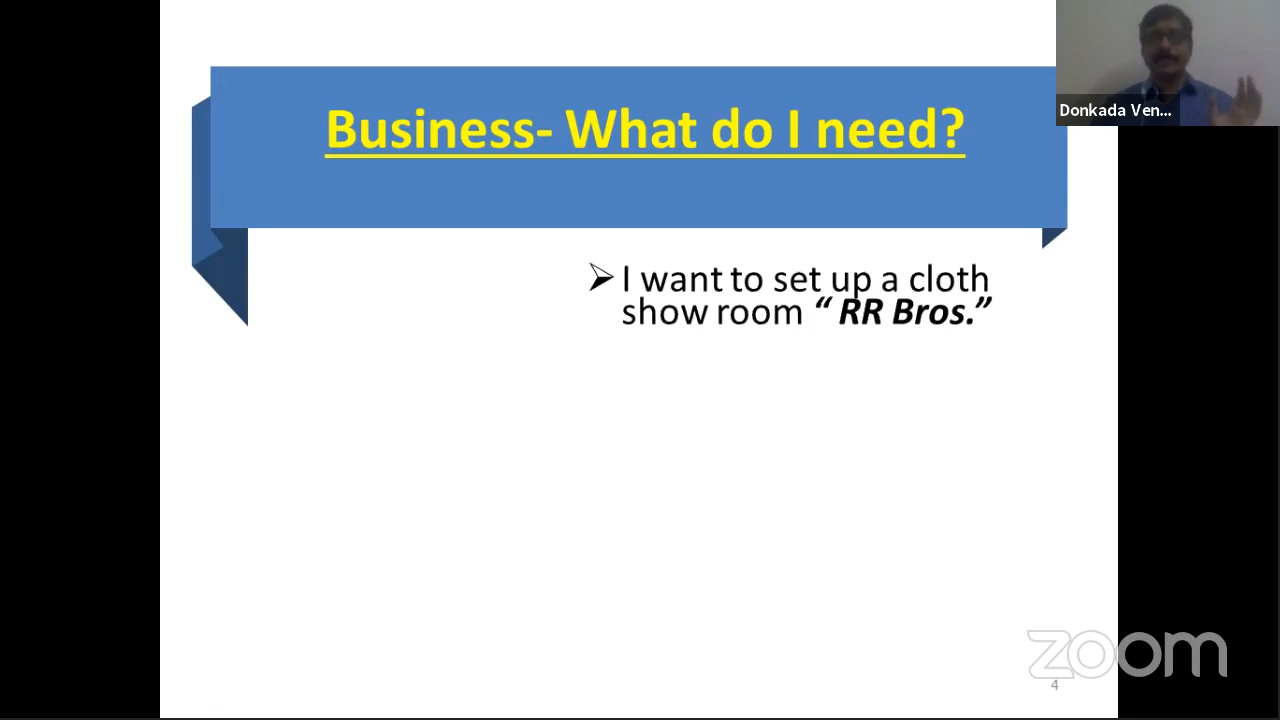 Business- What do I need?
Donkada Ven...
➢ I want to set up a cloth
show room “ RR Bros.”
zoom
4